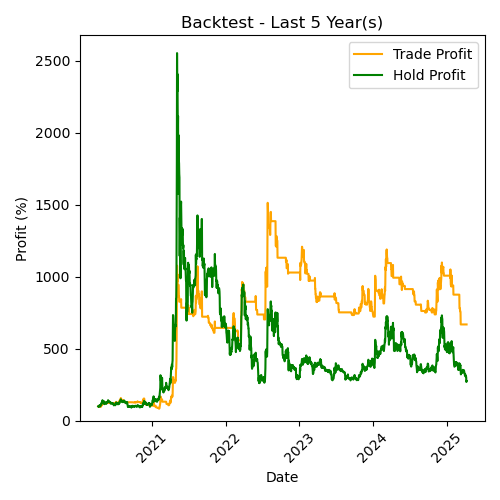 Backtest - Last 5 Year(s)
Trade Profit
Hold Profit
Profit (%)
2500
2000
1500
1000
500
0
2021
2022
2023
2024
2025
Date